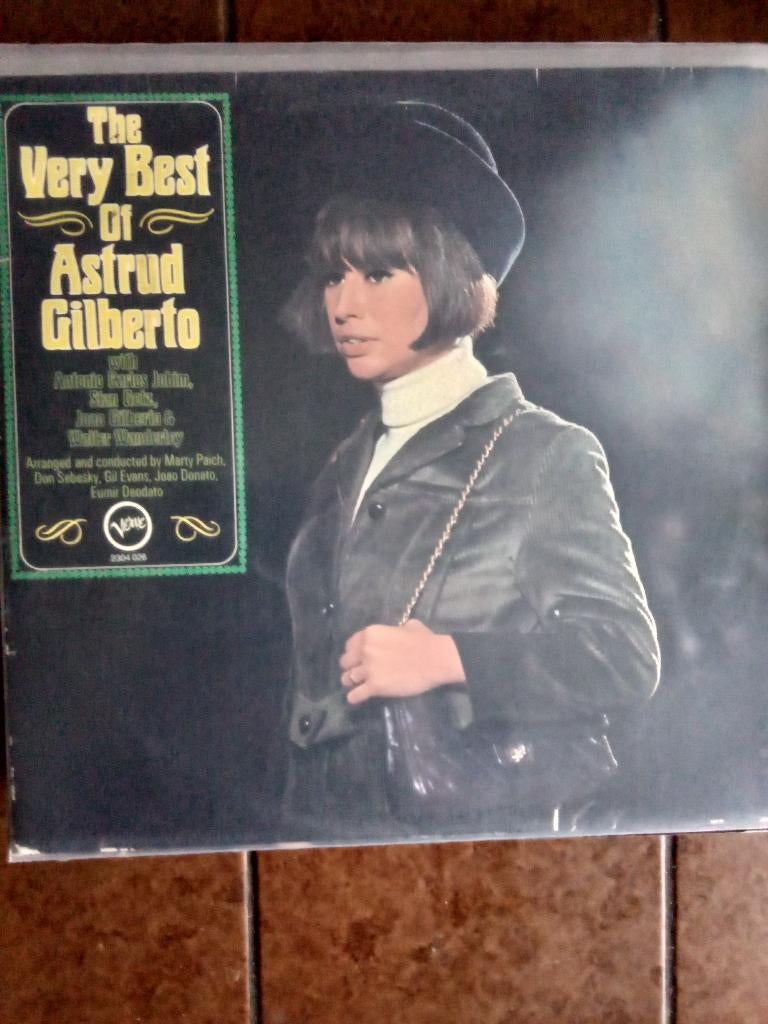 The
Very Best
Of
Astrud
Gilberto
with
Antonio Carlos Jobim,
Stan Getz,
Joao Gilberto &
Walter Wanderley
Arranged and conducted by Marty Paich,
Don Sebesky, Gil Evans, Joao Donato,
Eumir Deodato
Verve
2304 026